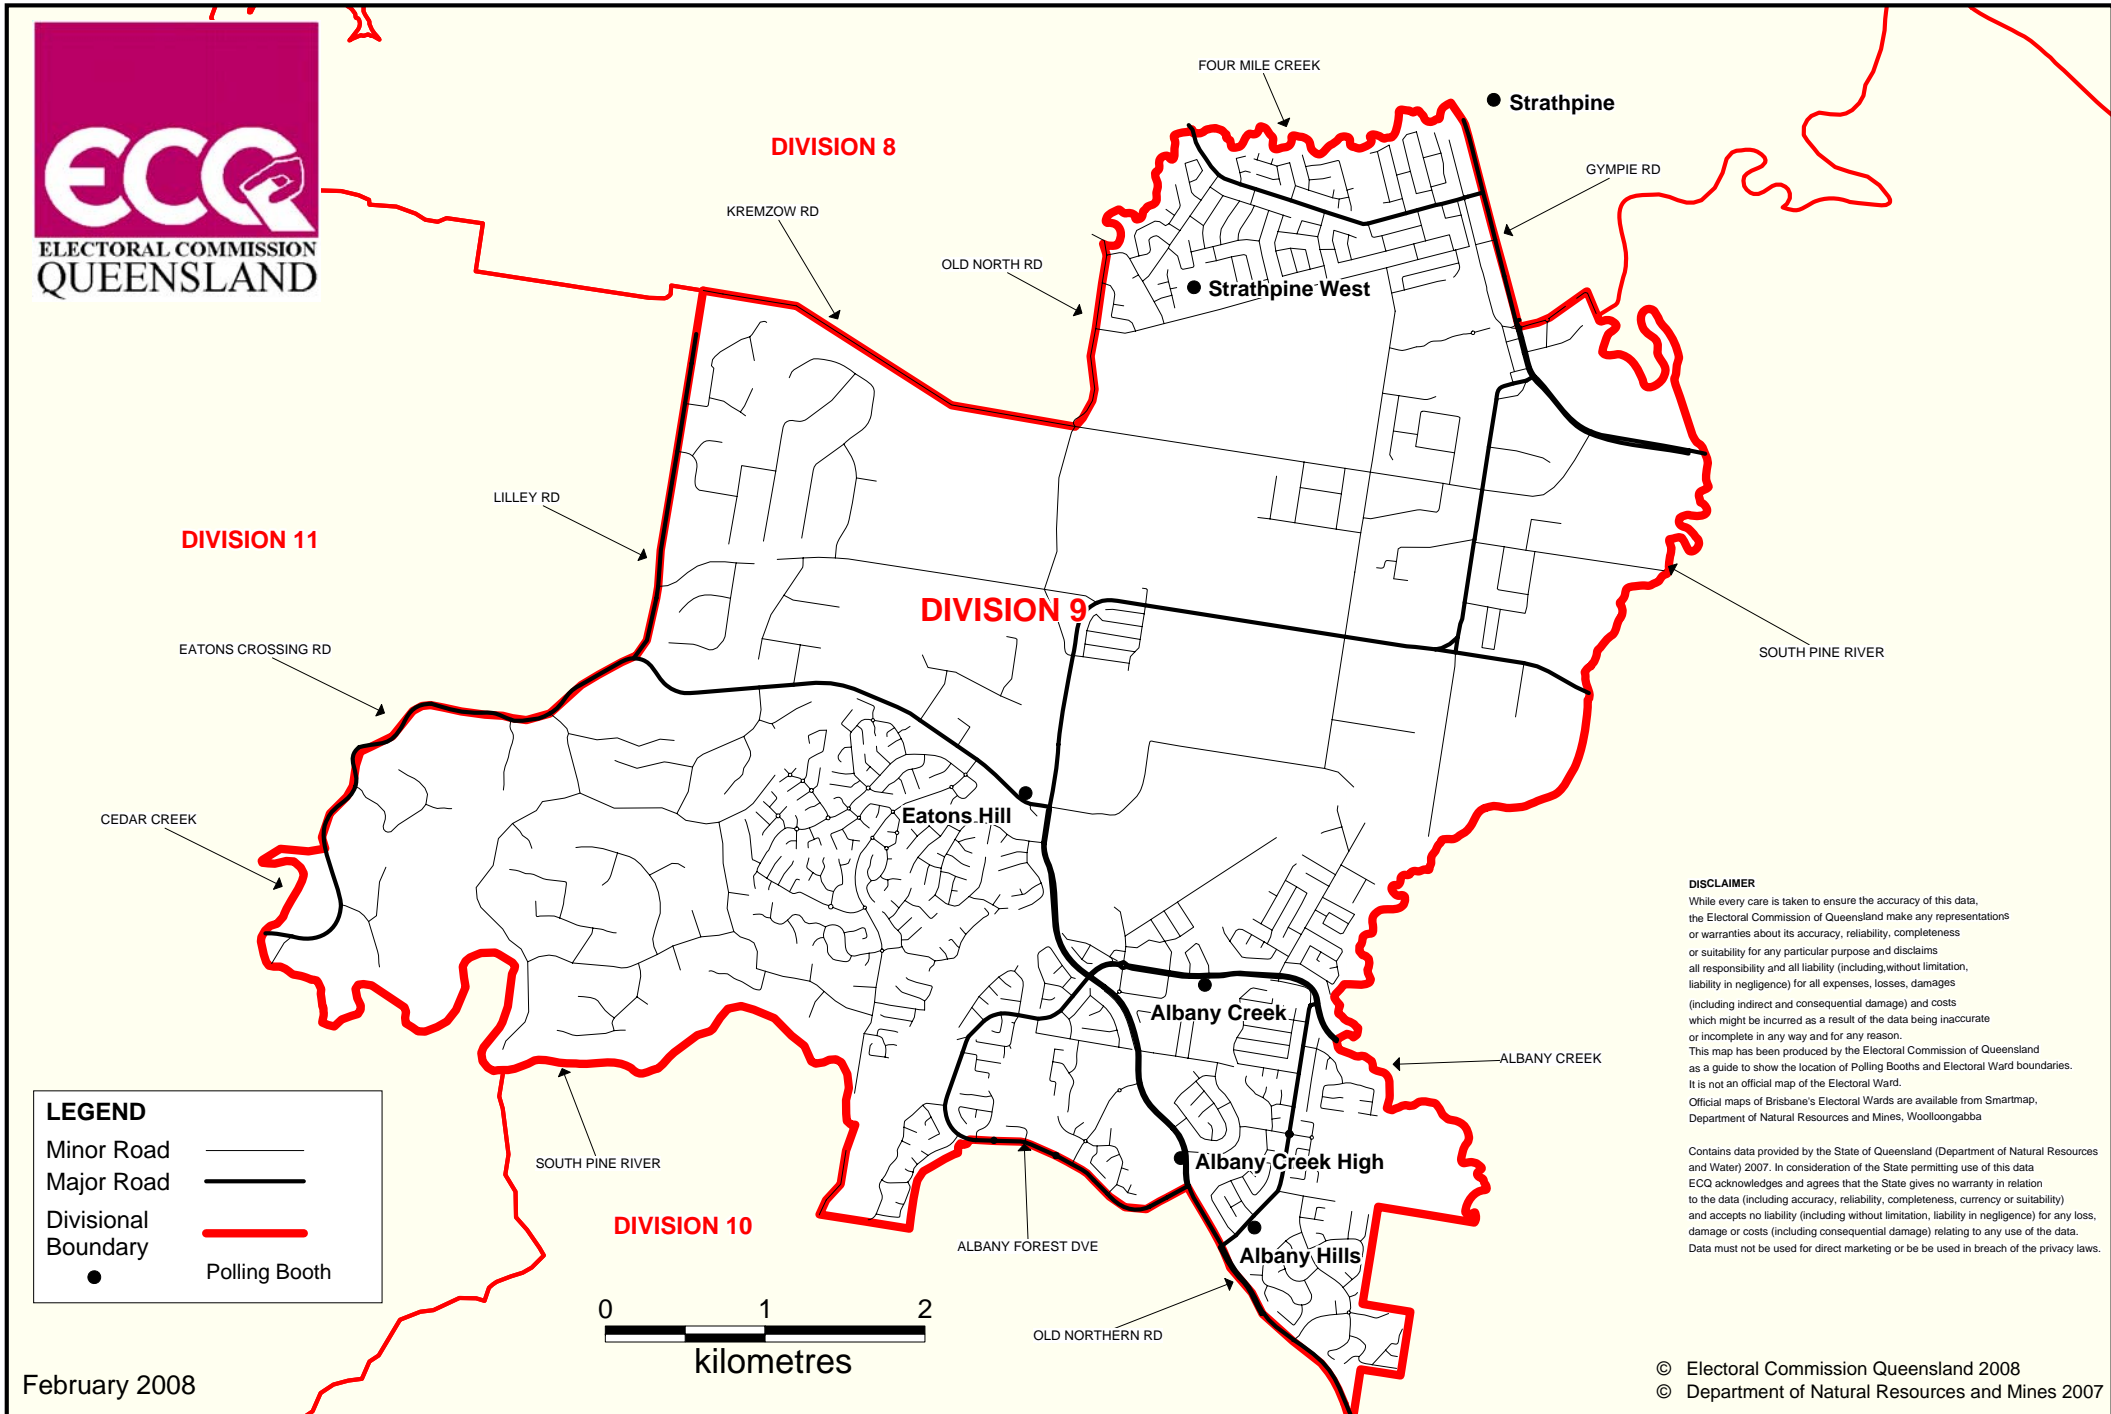 ECQ
ELECTORAL COMMISSION
QUEENSLAND
FOUR MILE CREEK
Strathpine
DIVISION 8
GYMPIE RD
KREMZOW RD
OLD NORTH RD
Strathpine West
LILLEY RD
DIVISION 11
DIVISION 9
EATONS CROSSING RD
SOUTH PINE RIVER
CEDAR CREEK
Eatons Hill
Albany Creek
ALBANY CREEK
SOUTH PINE RIVER
Albany Creek High
DIVISION 10
ALBANY FOREST DVE
Albany Hills
OLD NORTHERN RD
DISCLAIMER
While every care is taken to ensure the accuracy of this data,
the Electoral Commission of Queensland make any representations
or warranties about its accuracy, reliability, completeness
or suitability for any particular purpose and disclaims
all responsibility and all liability (including,without limitation,
liability in negligence) for all expenses, losses, damages
(including indirect and consequential damage) and costs
which might be incurred as a result of the data being inaccurate
or incomplete in any way and for any reason.
This map has been produced by the Electoral Commission of Queensland
as a guide to show the location of Polling Booths and Electoral Ward boundaries.
It is not an official map of the Electoral Ward.
Official maps of Brisbane's Electoral Wards are available from Smartmap,
Department of Natural Resources and Mines, Woolloongabba
Contains data provided by the State of Queensland (Department of Natural Resources
and Water) 2007. In consideration of the State permitting use of this data
ECQ acknowledges and agrees that the State gives no warranty in relation
to the data (including accuracy, reliability, completeness, currency or suitability)
and accepts no liability (including without limitation, liability in negligence) for any loss,
damage or costs (including consequential damage) relating to any use of the data.
Data must not be used for direct marketing or be be used in breach of the privacy laws.
LEGEND
Minor Road
Major Road
Divisional
Boundary
Polling Booth
0 1 2
kilometres
February 2008
© Electoral Commission Queensland 2008
© Department of Natural Resources and Mines 2007